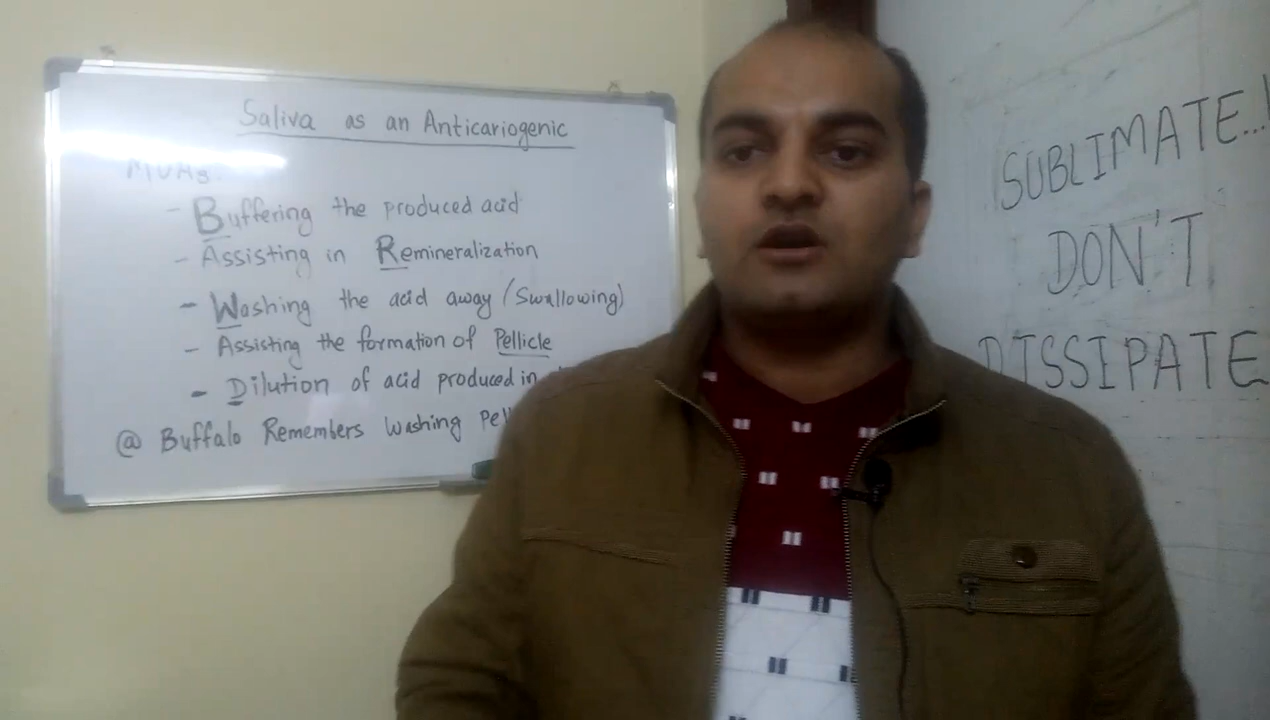 Saliva as an Anticariogenic
- Buffering the produced acid
- Assisting in Remineralization
- Washing the acid away (Swallowing)
- Assisting the formation of Pellicle
- Dilution of acid produced in
@ Buffalo Remembers Washing
SUBLIMATE...!
DON'T
DISSIPATE